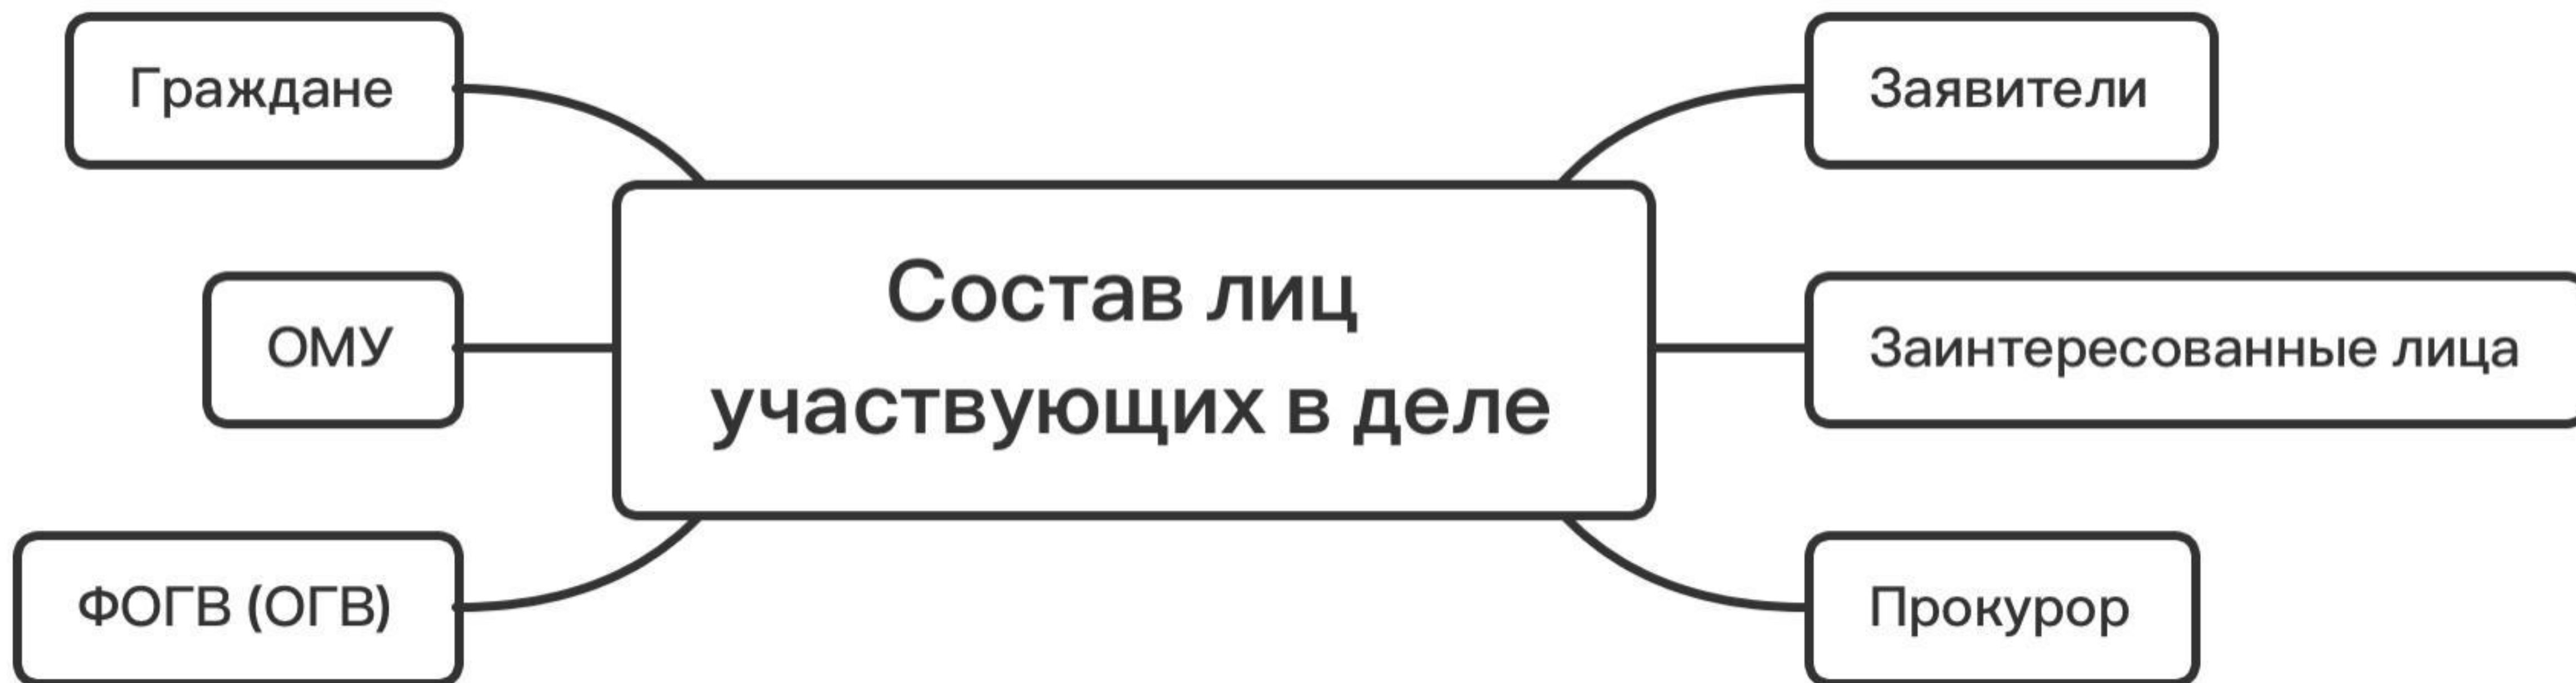 Граждане
ОМУ
ФОГВ (ОГВ)
Состав лиц
участвующих в деле
Заявители
Заинтересованные лица
Прокурор